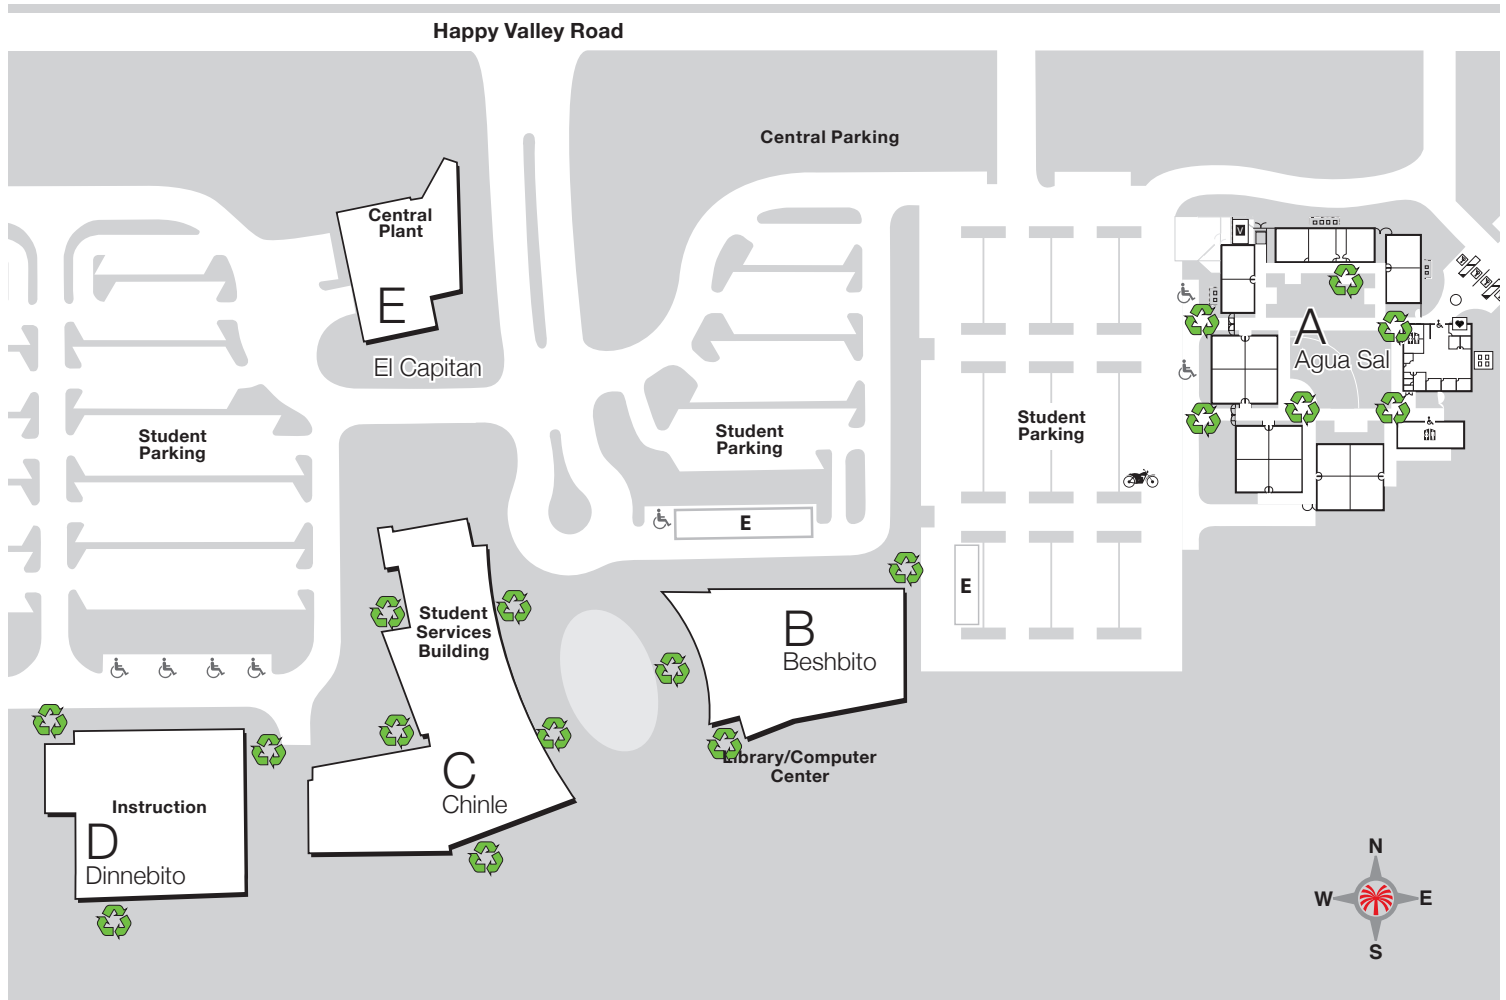 Happy Valley Road
Central Parking
Central
Plant
E
El Capitan
V
A
Agua Sal
Student
Parking
Student
Parking
Student
Parking
E
E
Student
Services
Building
B
Beshbito
Library/Computer
Center
C
Chinle
Instruction
D
Dinnebito
N
W
E
S